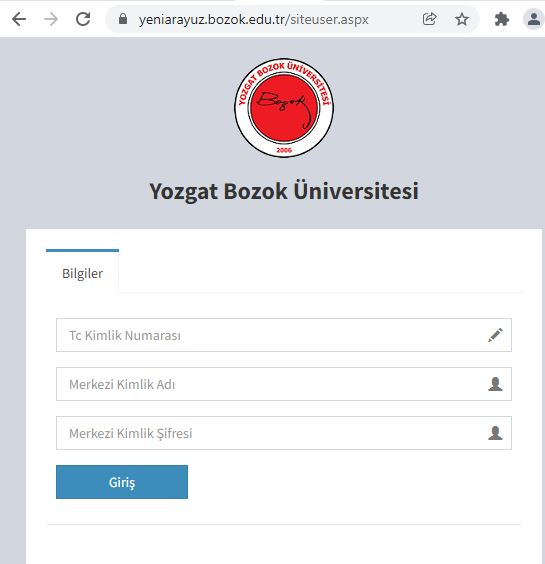 yeniarayuz.bozok.edu.tr/siteuser.aspx
YOZGAT BOZOK ÜNİVERSİTESİ
Bozok
2006
Yozgat Bozok Üniversitesi
Bilgiler
Tc Kimlik Numarası
Merkezi Kimlik Adı
Merkezi Kimlik Şifresi
Giriş